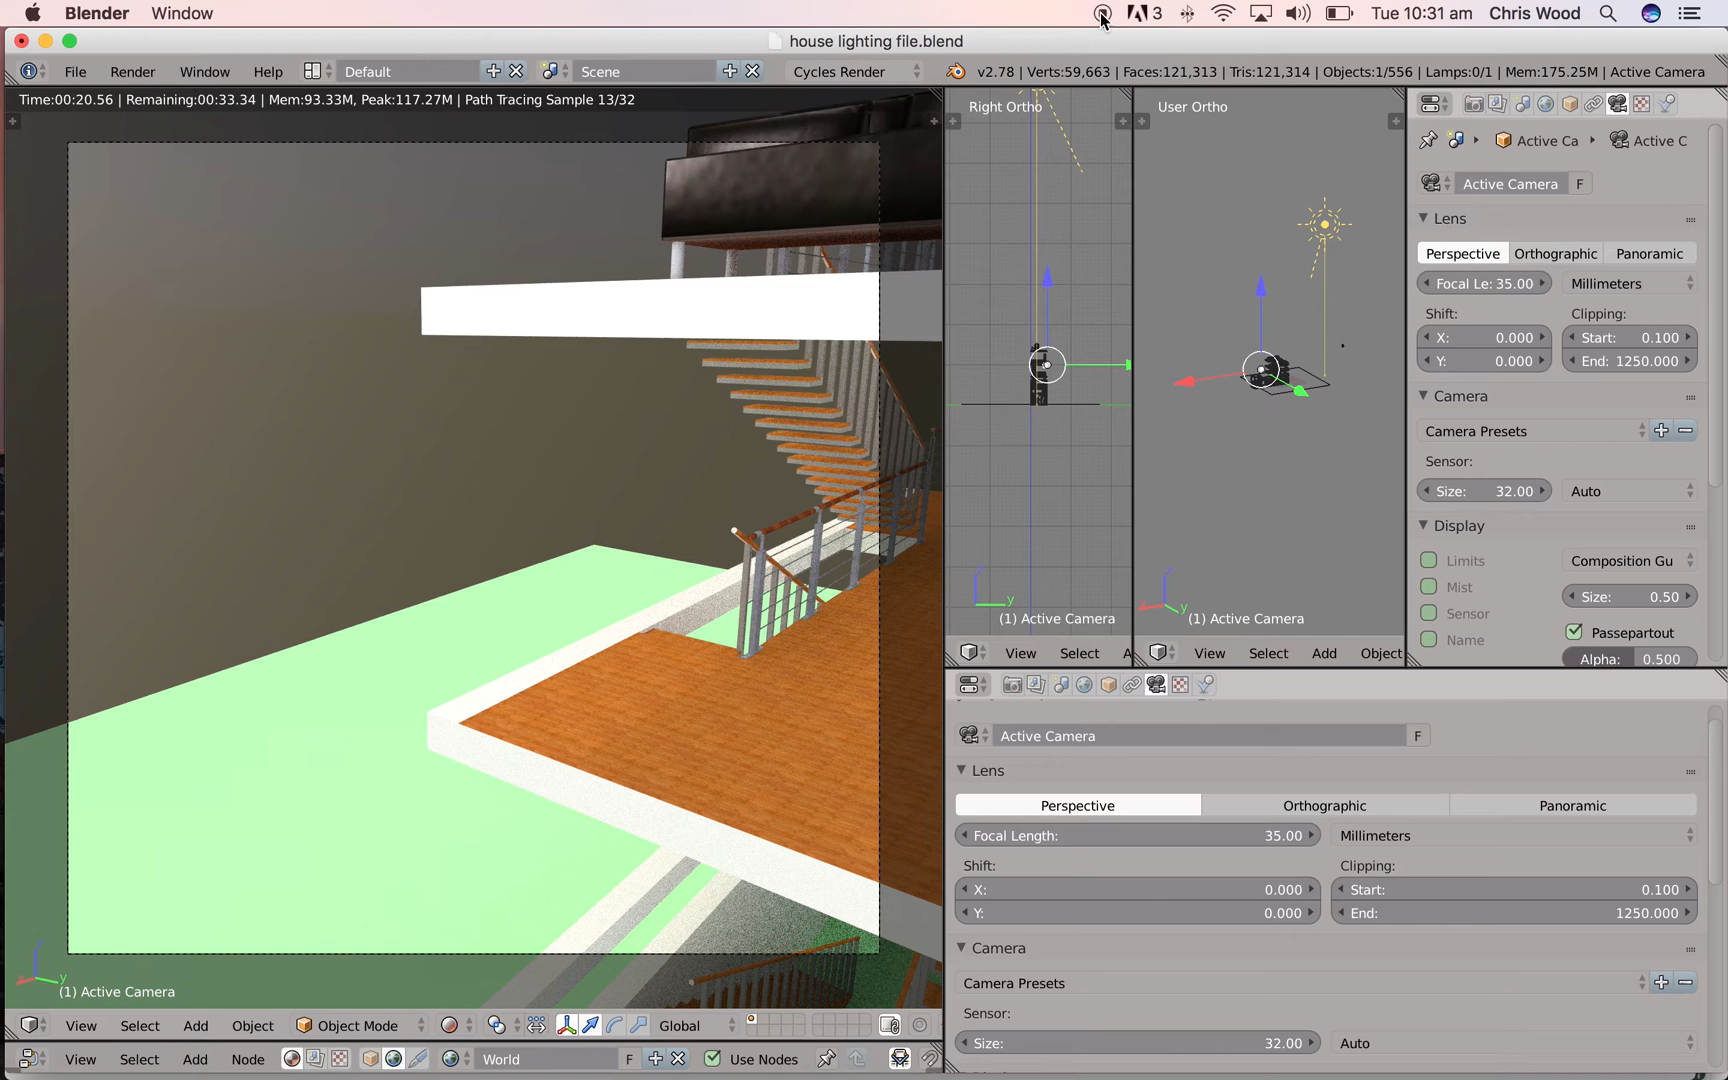 Blender Window 3 Tue 10:31 am Chris Wood
house lighting file.blend
File Render Window Help Default Scene Cycles Render v2.78 | Verts:59,663 | Faces:121,313 | Tris:121,314 | Objects:1/556 | Lamps:0/1 | Mem:175.25M | Active Camera
Time:00:20.56 | Remaining:00:33.34 | Mem:93.33M, Peak:117.27M | Path Tracing Sample 13/32
Right Ortho
User Ortho
Active Ca Active C
Active Camera F
Lens
Perspective Orthographic Panoramic
Focal Le: 35.00 Millimeters
Shift: Clipping:
X: 0.000 Start: 0.100
Y: 0.000 End: 1250.000
Camera
Camera Presets
Sensor:
Size: 32.00 Auto
Display
Limits Composition Gu
Mist Size: 0.50
Sensor Passepartout
Name Alpha: 0.500
z
y
(1) Active Camera
z
y
(1) Active Camera
View Select A
View Select Add Object
Active Camera F
Lens
Perspective Orthographic Panoramic
Focal Length: 35.00 Millimeters
Shift: Clipping:
X: 0.000 Start: 0.100
Y: 0.000 End: 1250.000
Camera
Camera Presets
Sensor:
Size: 32.00 Auto
z
y
(1) Active Camera
View Select Add Object Object Mode Global
View Select Add Node World F Use Nodes